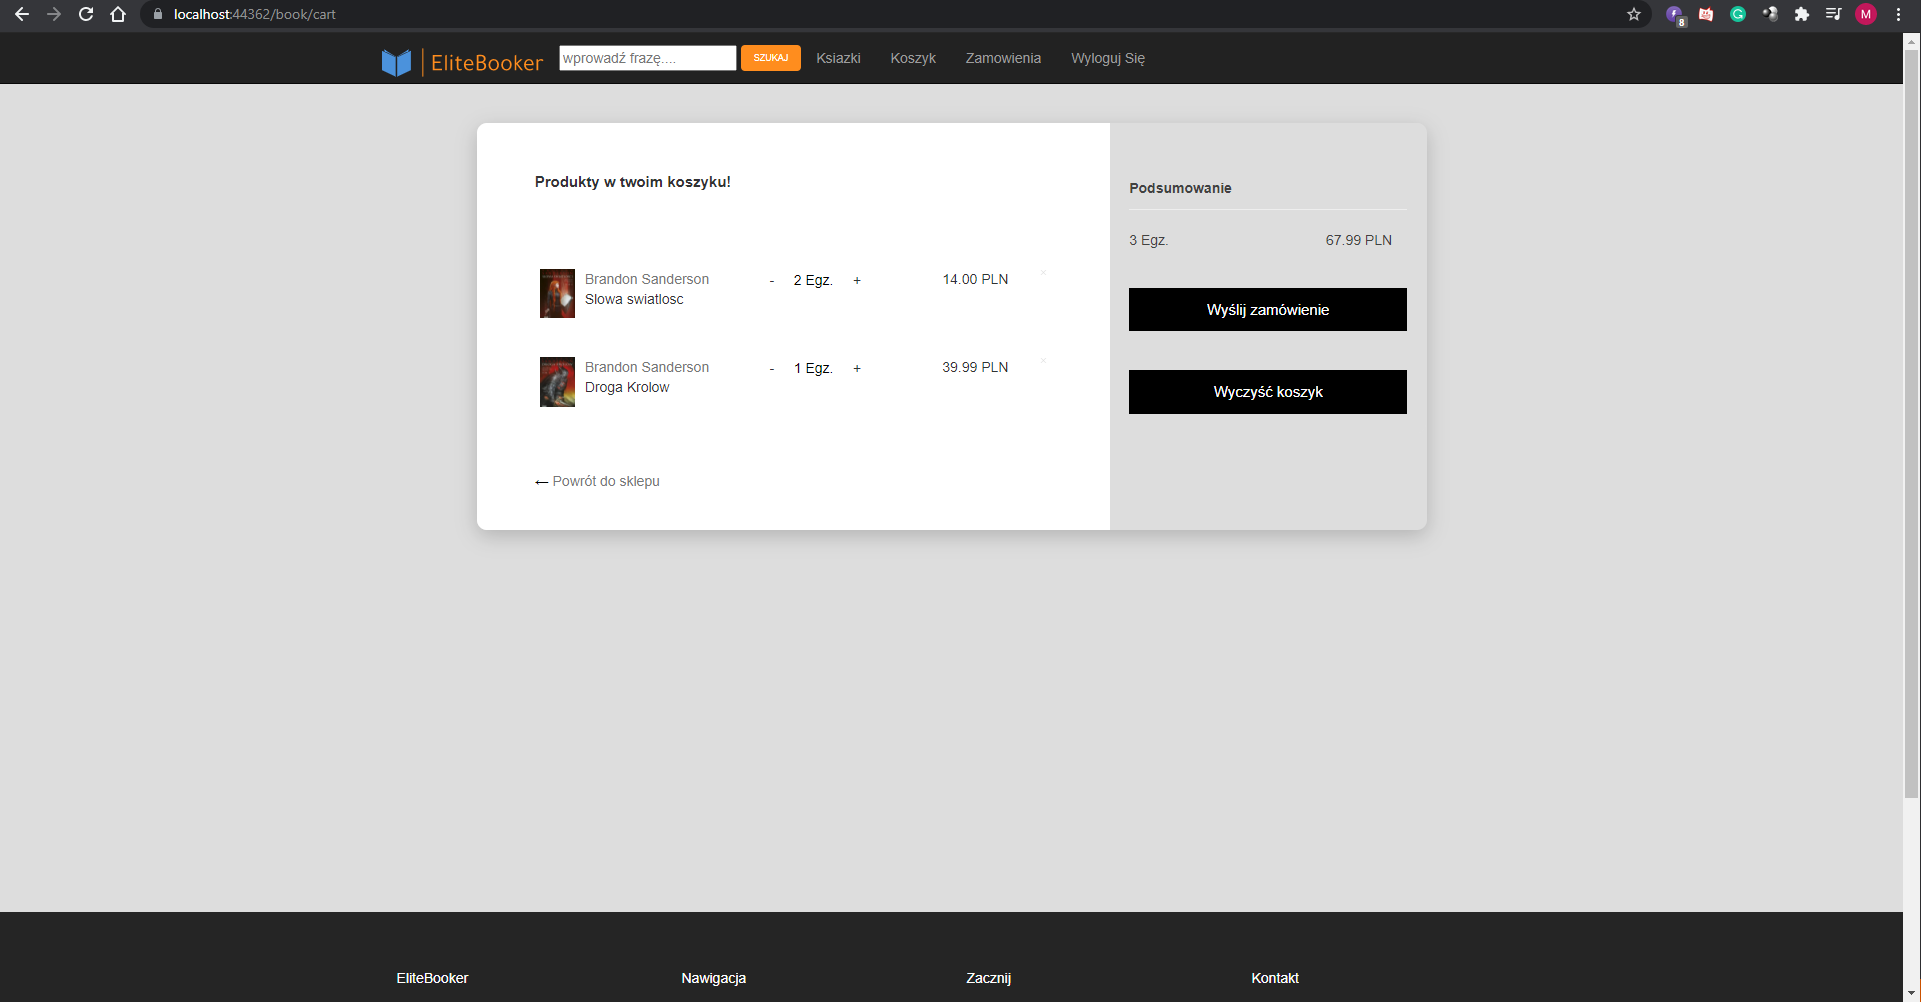 localhost:44362/book/cart
8
G
M
EliteBooker
wprowadź frazę....
SZUKAJ
Ksiazki
Koszyk
Zamowienia
Wyloguj Się
Produkty w twoim koszyku!
Brandon Sanderson
Slowa swiatlosc
- 2 Egz. +
14.00 PLN
×
Brandon Sanderson
Droga Krolow
- 1 Egz. +
39.99 PLN
×
← Powrót do sklepu
Podsumowanie
3 Egz. 67.99 PLN
Wyślij zamówienie
Wyczyść koszyk
EliteBooker
Nawigacja
Zacznij
Kontakt